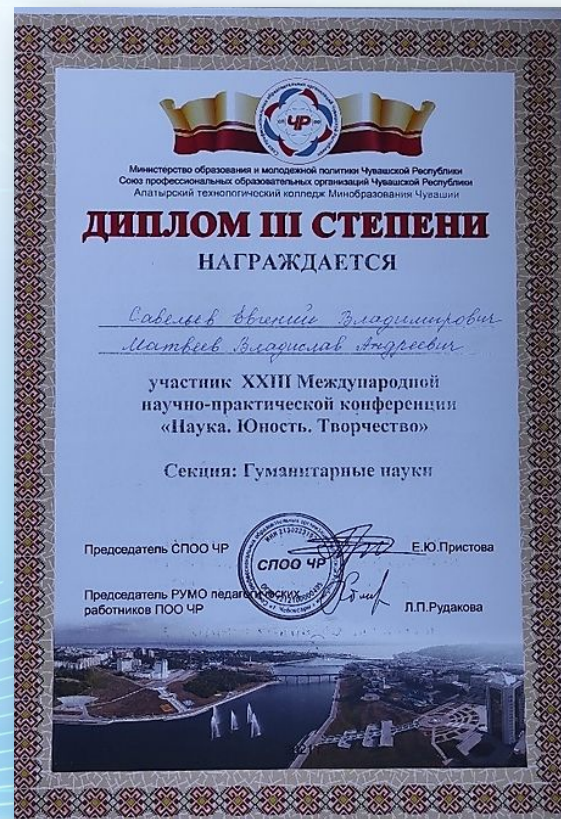 ЧР
Министерство образования и молодежной политики Чувашской Республики
Союз профессиональных образовательных организаций Чувашской Республики
Алатырский технологический колледж Минобразования Чувашии
ДИПЛОМ III СТЕПЕНИ
НАГРАЖДАЕТСЯ
Савельев Евгений Владимирович
Матвеев Владислав Андреевич
участник XXIII Международной
научно-практической конференции
«Наука. Юность. Творчество»
Секция: Гуманитарные науки
Председатель СПОО ЧР
СПОО ЧР
Е.Ю.Пристова
Председатель РУМО педагогических
работников ПОО ЧР
Л.П.Рудакова